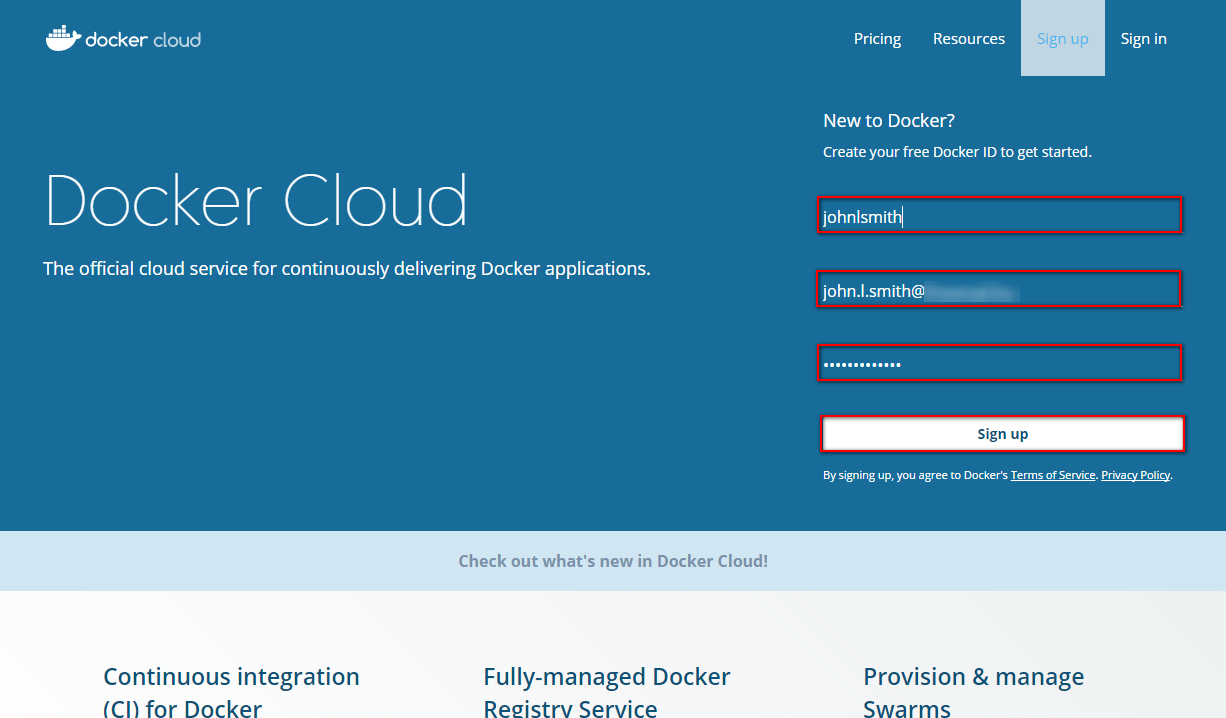 docker cloud
Pricing Resources Sign up Sign in
New to Docker?
Create your free Docker ID to get started.
johnlsmith
Docker Cloud
The official cloud service for continuously delivering Docker applications.
john.l.smith@
•••••••••••••
Sign up
By signing up, you agree to Docker's Terms of Service. Privacy Policy.
Check out what's new in Docker Cloud!
Continuous integration
(CI) for Docker
Fully-managed Docker
Registry Service
Provision & manage
Swarms